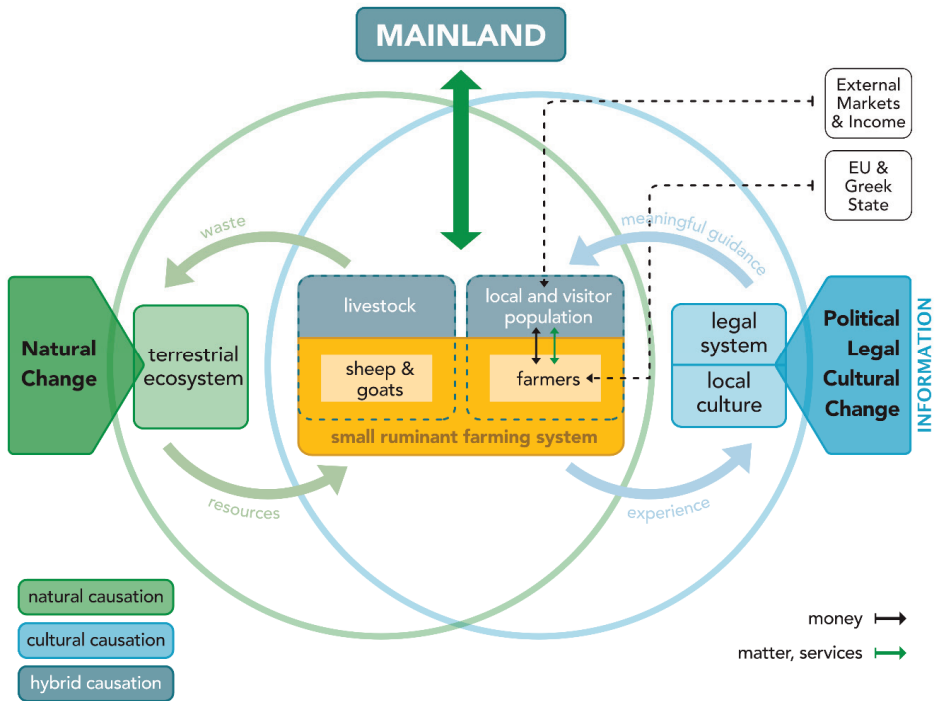 MAINLAND
External
Markets
& Income
EU &
Greek
State
waste
meaningful guidance
Natural
Change
terrestrial
ecosystem
livestock
local and visitor
population
sheep &
goats
farmers
small ruminant farming system
legal
system
local
culture
Political
Legal
Cultural
Change
INFORMATION
resources
experience
natural causation
cultural causation
hybrid causation
money
matter, services